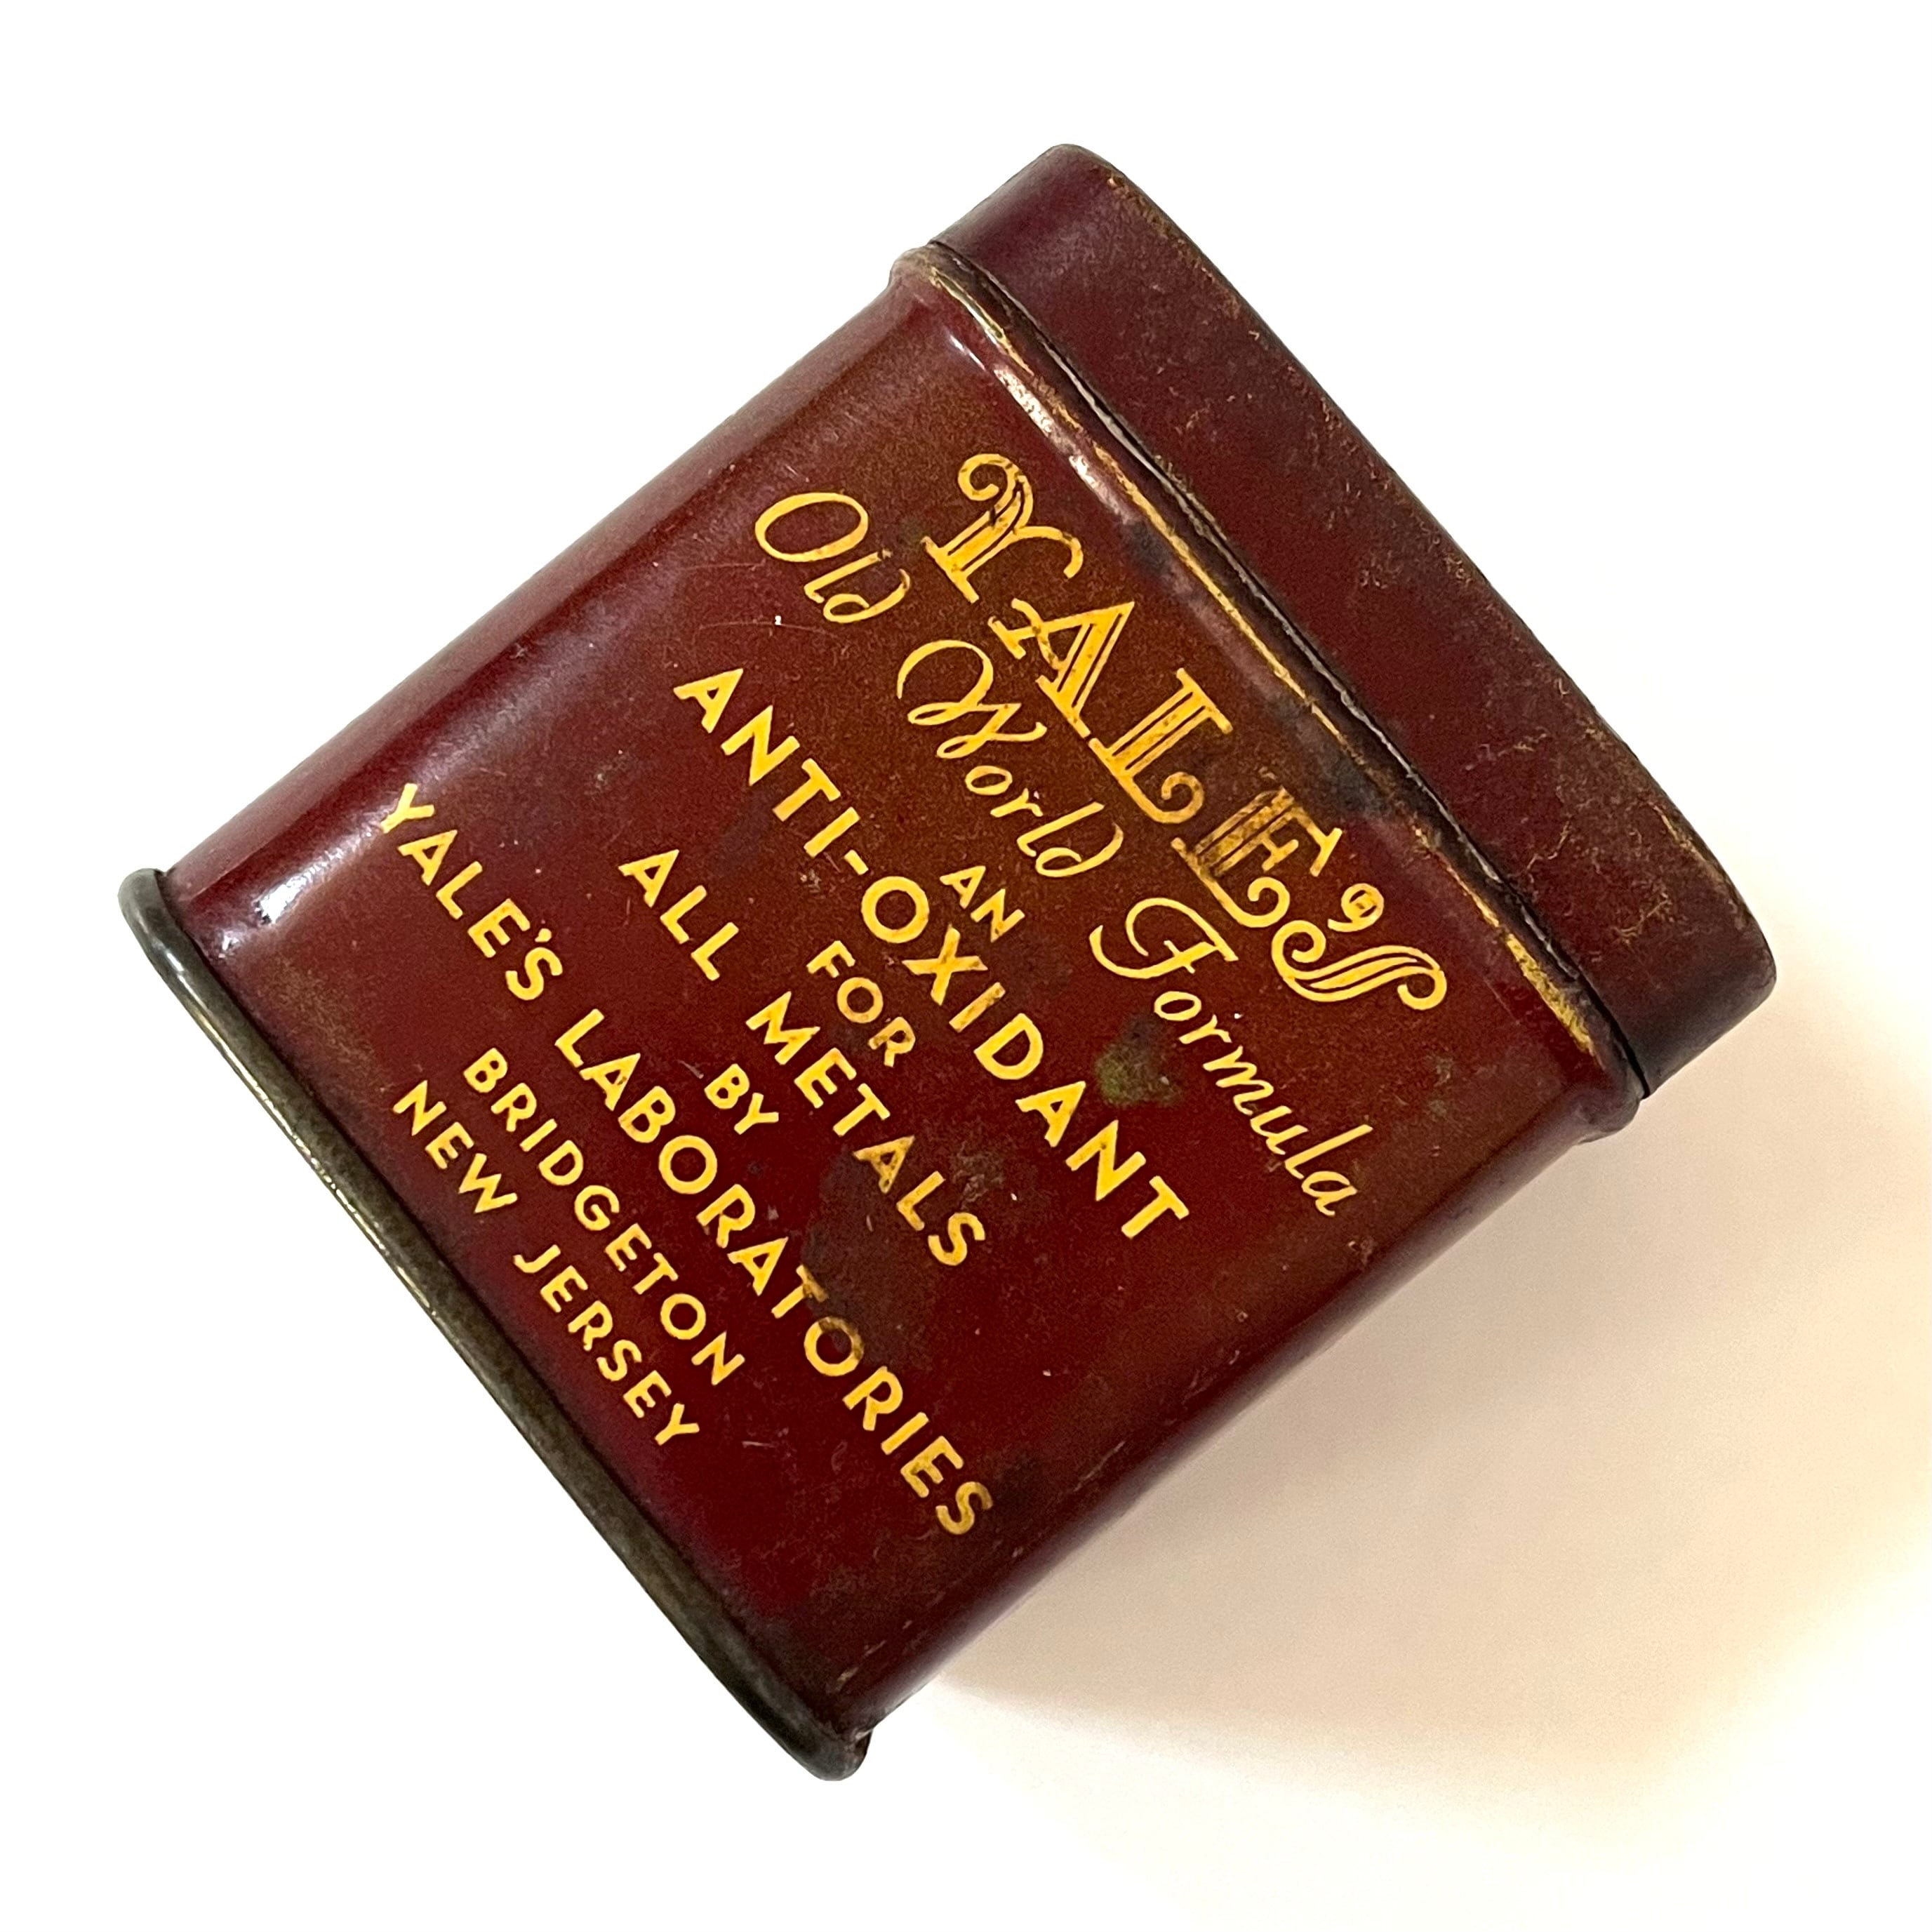 YALE'S
Old World Formula
AN
ANTI-OXIDANT
FOR
ALL METALS
BY
YALE'S LABORATORIES
BRIDGETON
NEW JERSEY